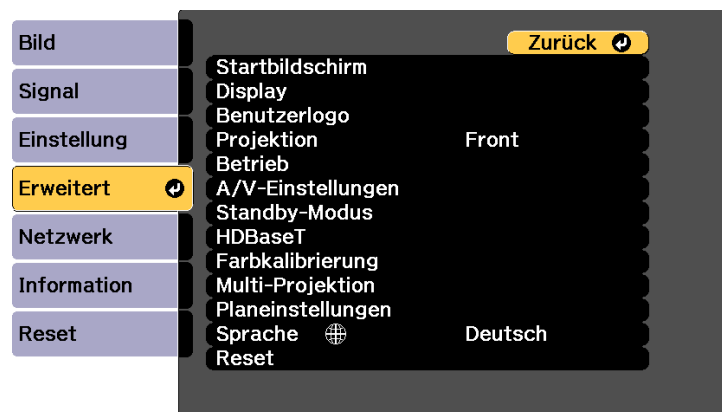 Bild
Signal
Einstellung
Erweitert
Netzwerk
Information
Reset
Zurück
Startbildschirm
Display
Benutzerlogo
Projektion Front
Betrieb
A/V-Einstellungen
Standby-Modus
HDBaseT
Farbkalibrierung
Multi-Projektion
Planeinstellungen
Sprache Deutsch
Reset